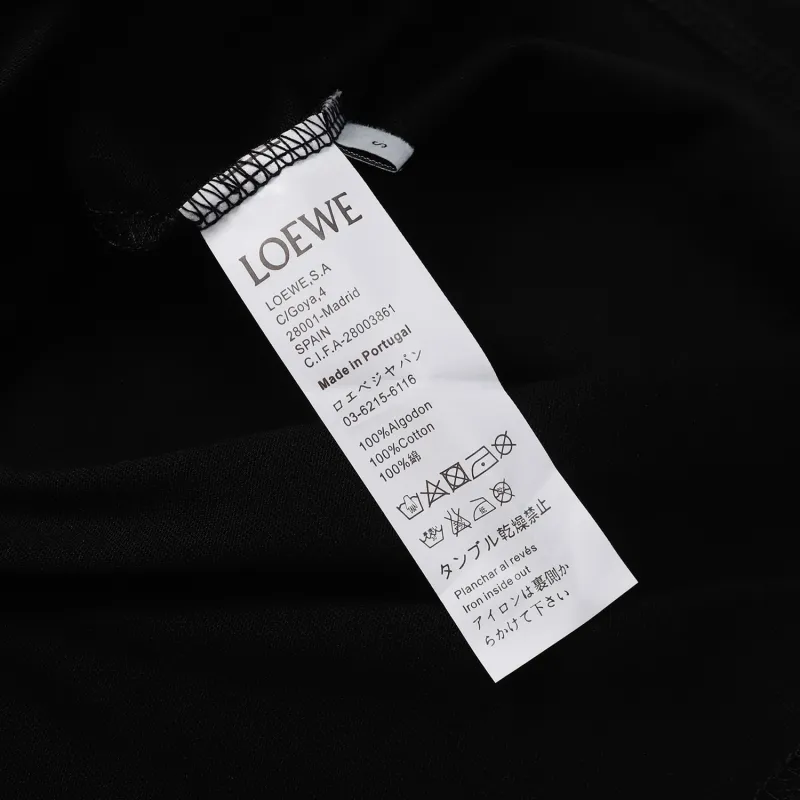 S
LOEWE
LOEWE,S.A
C/Goya,4
28001-Madrid
SPAIN
C.I.F.A-28003861
Made in Portugal
ロエベジャパン
03-6215-6116
100%Algodon
100%Cotton
100%綿
タンブル乾燥禁止
Planchar al revés
Iron inside out
アイロンは裏側か
らかけて下さい